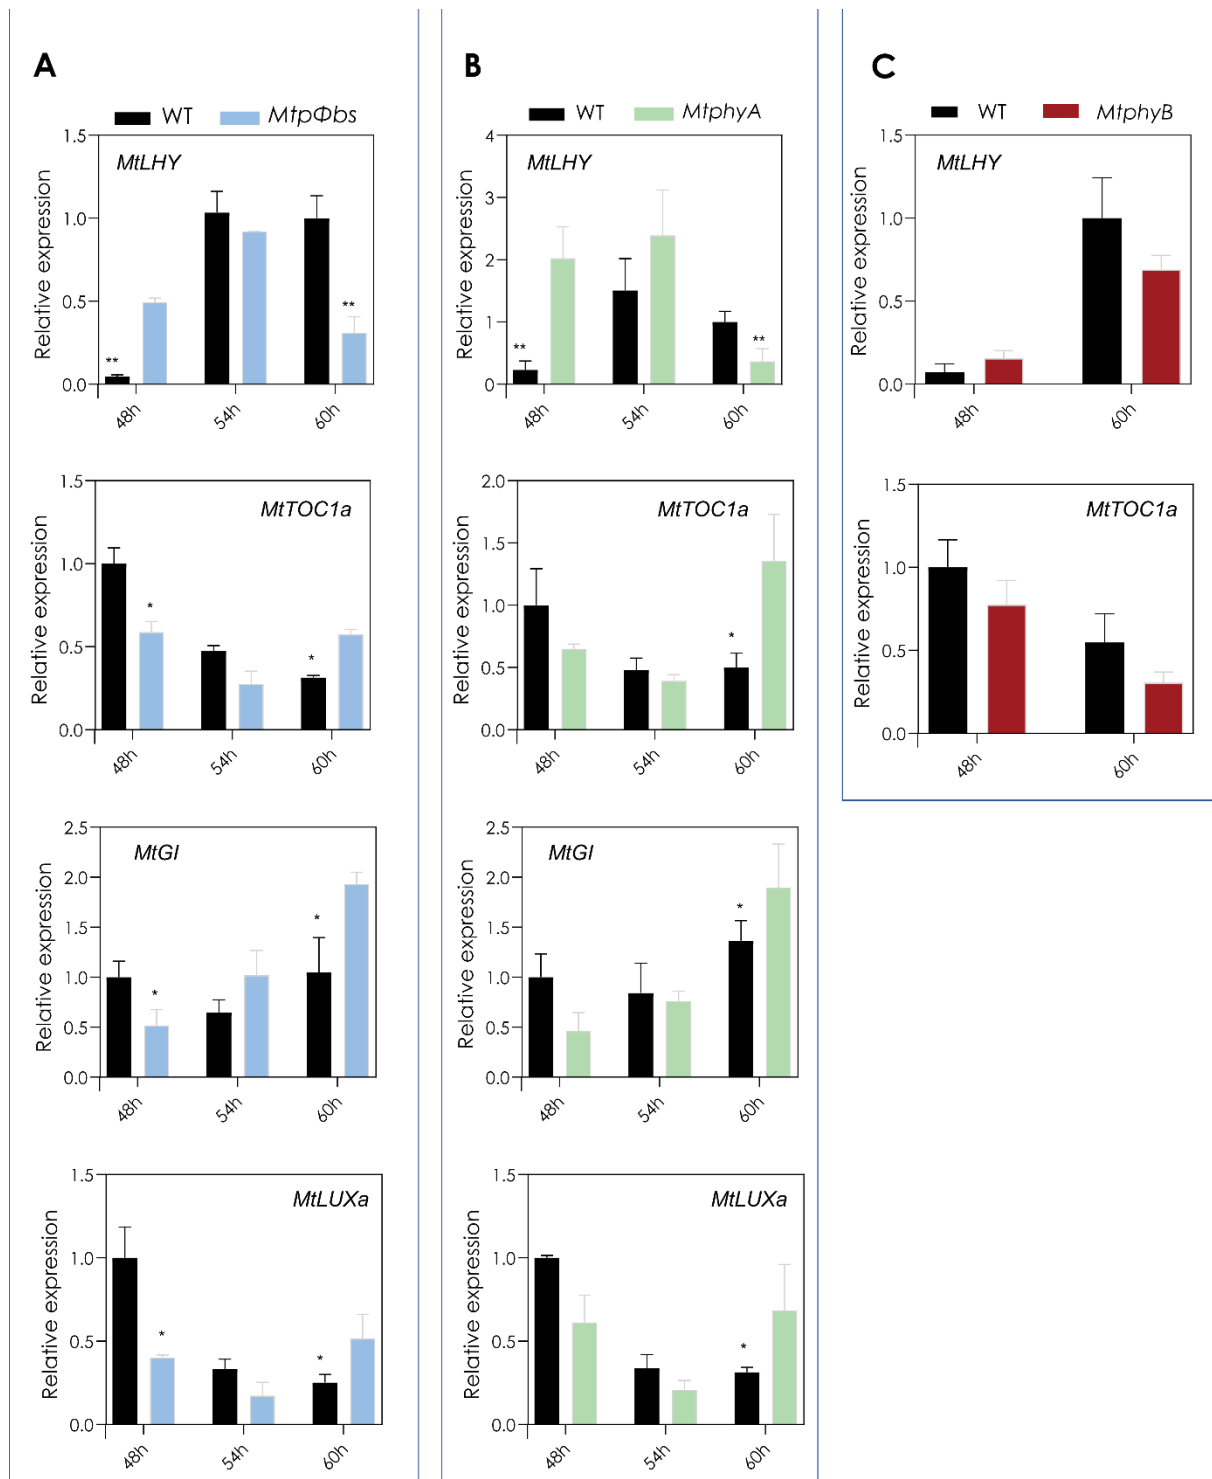 A
WT MtpΦbs
MtLHY
Relative expression
1.5
1.0
0.5
0.0
**
**
48h 54h 60h
MtTOC1a
Relative expression
1.5
1.0
0.5
0.0
*
*
48h 54h 60h
MtGI
Relative expression
2.5
2.0
1.5
1.0
0.5
0.0
*
*
48h 54h 60h
MtLUXa
Relative expression
1.5
1.0
0.5
0.0
*
*
48h 54h 60h
B
WT MtphyA
MtLHY
Relative expression
4
3
2
1
0
**
**
48h 54h 60h
MtTOC1a
Relative expression
2.0
1.5
1.0
0.5
0.0
*
48h 54h 60h
MtGI
Relative expression
2.5
2.0
1.5
1.0
0.5
0.0
*
48h 54h 60h
MtLUXa
Relative expression
1.5
1.0
0.5
0.0
*
48h 54h 60h
C
WT MtphyB
MtLHY
Relative expression
1.5
1.0
0.5
0.0
48h 60h
MtTOC1a
Relative expression
1.5
1.0
0.5
0.0
48h 60h